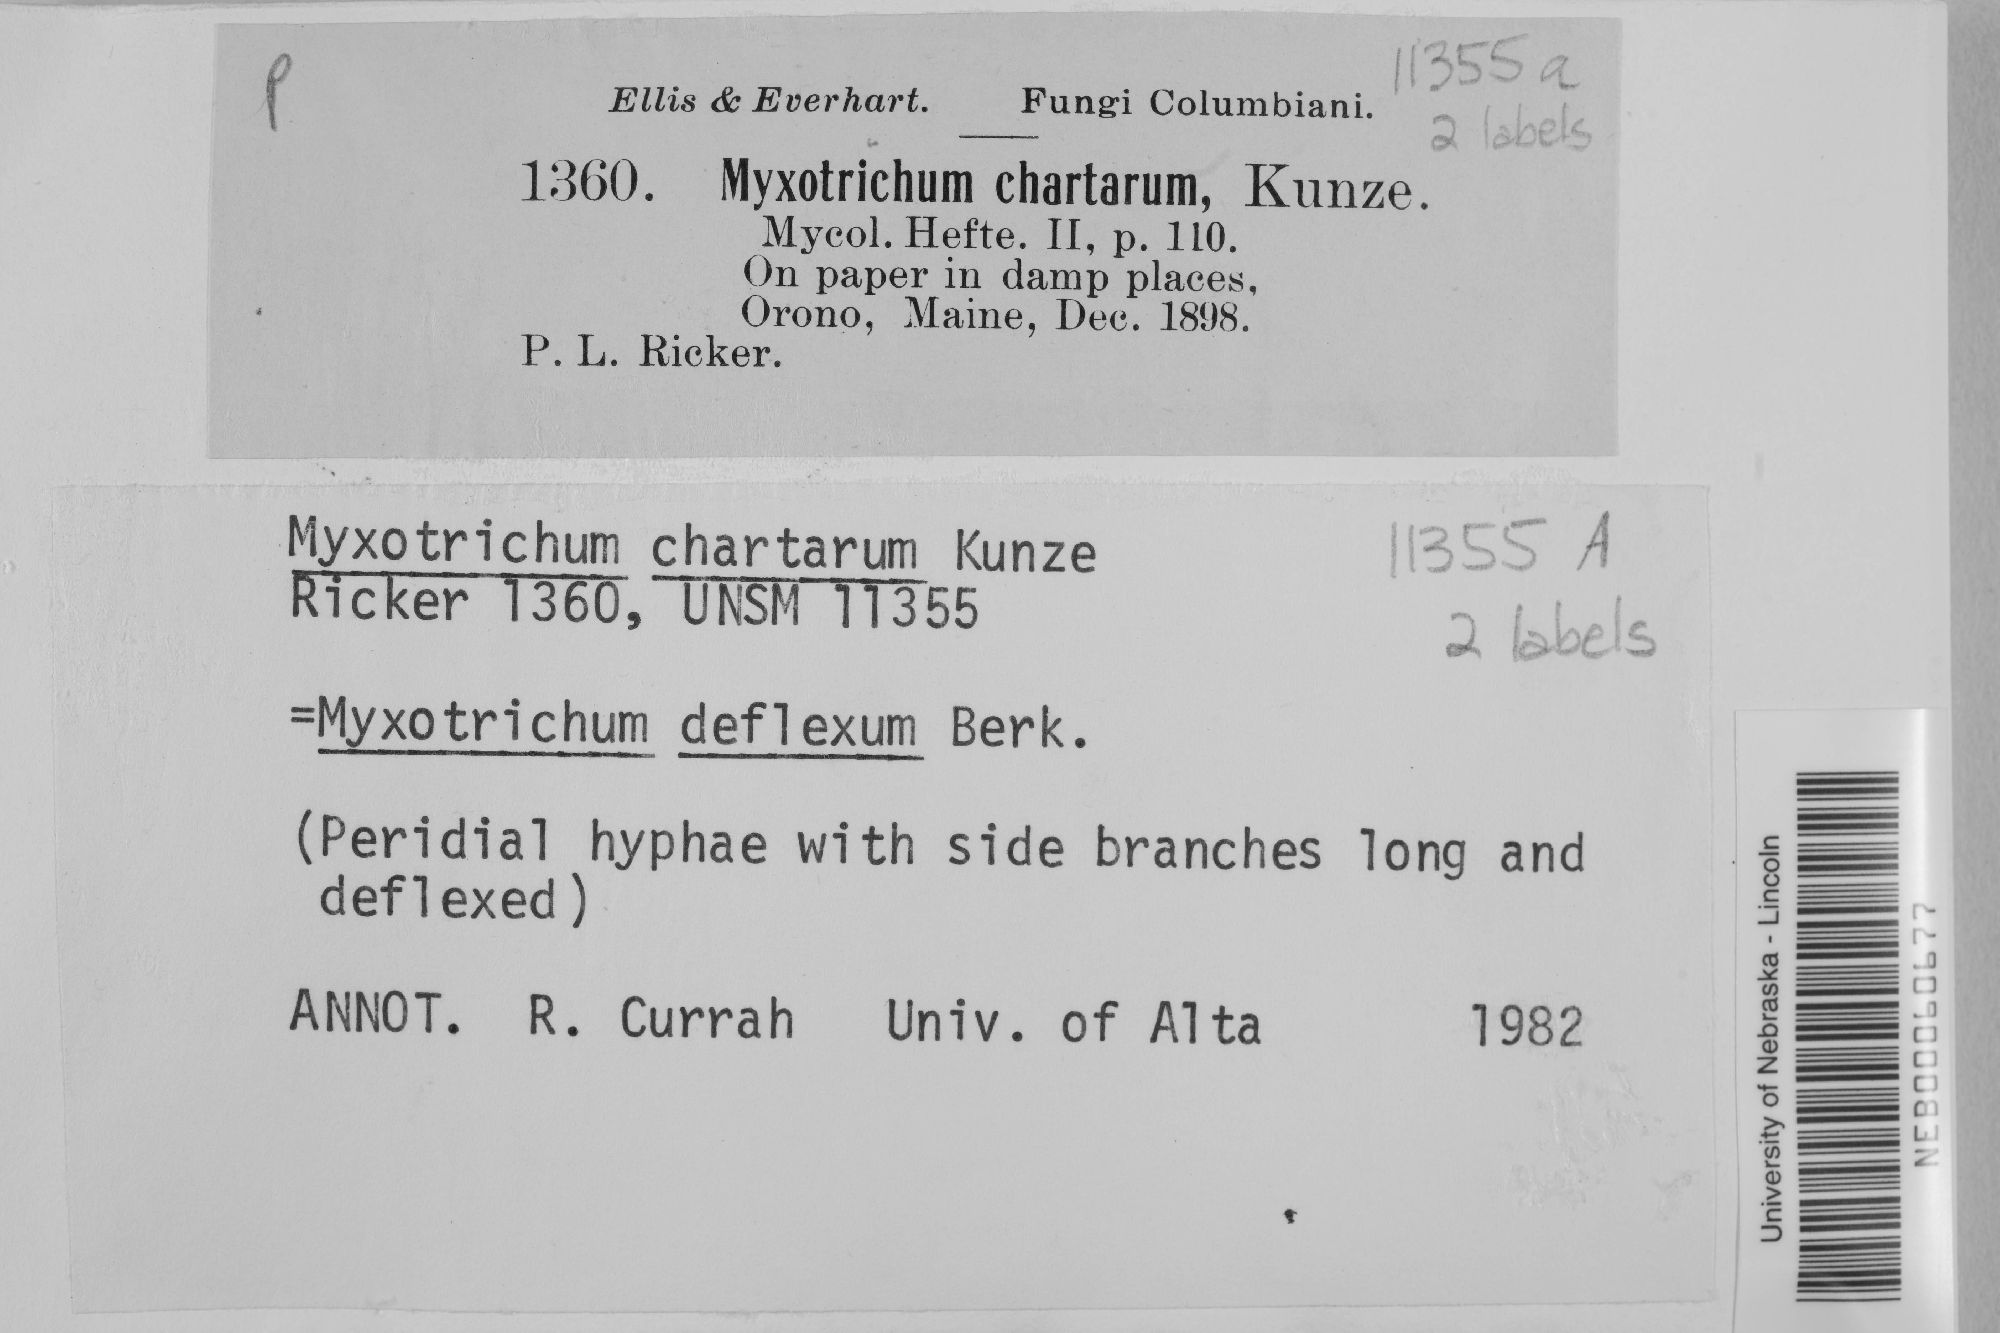 P
11355 a
2 labels
Ellis & Everhart. Fungi Columbiani.
1360. Myxotrichum chartarum, Kunze.
Mycol. Hefte. II, p. 110.
On paper in damp places,
Orono, Maine, Dec. 1898.
P. L. Ricker.
Myxotrichum chartarum Kunze
Ricker 1360, UNSM 11355
11355 A
2 labels
=Myxotrichum deflexum Berk.
(Peridial hyphae with side branches long and
deflexed)
ANNOT. R. Currah Univ. of Alta 1982
University of Nebraska - Lincoln
NEB00060677